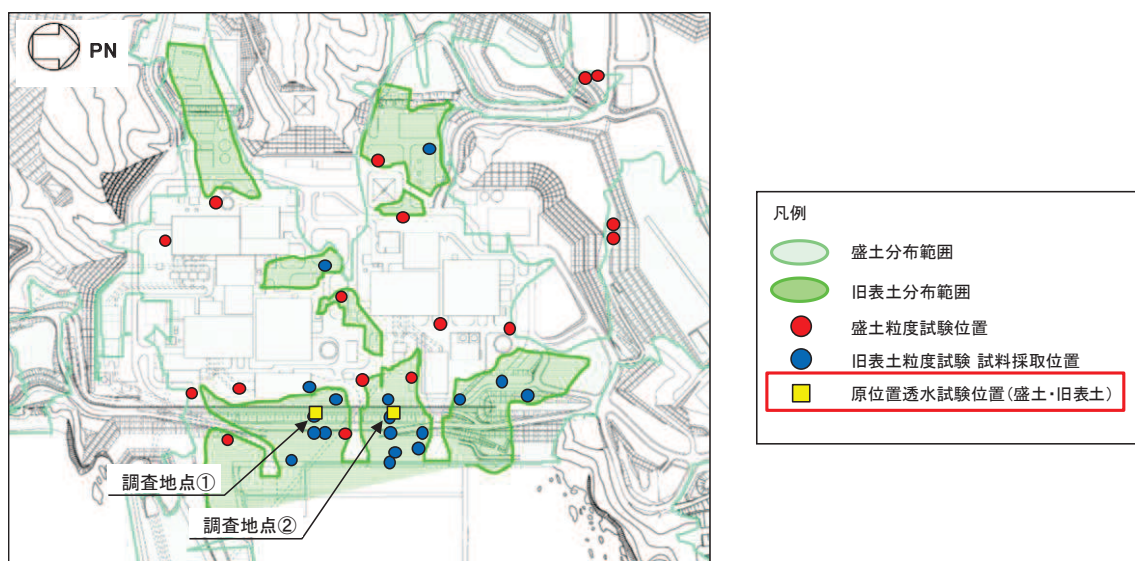 PN
調査地点①
調査地点②
凡例
盛土分布範囲
旧表土分布範囲
盛土粒度試験位置
旧表土粒度試験 試料採取位置
原位置透水試験位置(盛土・旧表土)